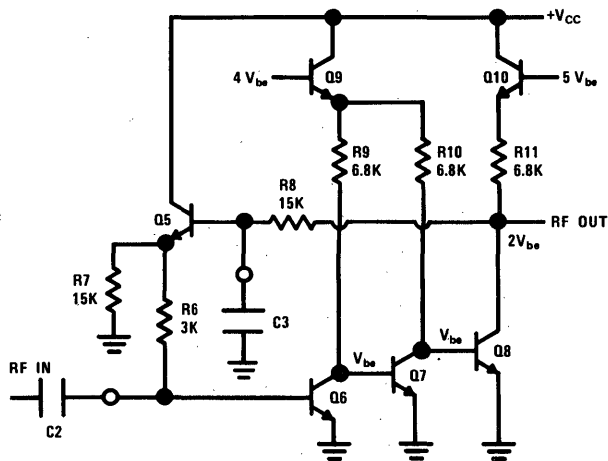 +VCC
4 Vbe
Q9
Q10
5 Vbe
R9
6.8K
R10
6.8K
R11
6.8K
R8
15K
Q5
RF OUT
2Vbe
R7
15K
R6
3K
C3
Vbe
Vbe
Q8
Q7
RF IN
Q6
C2